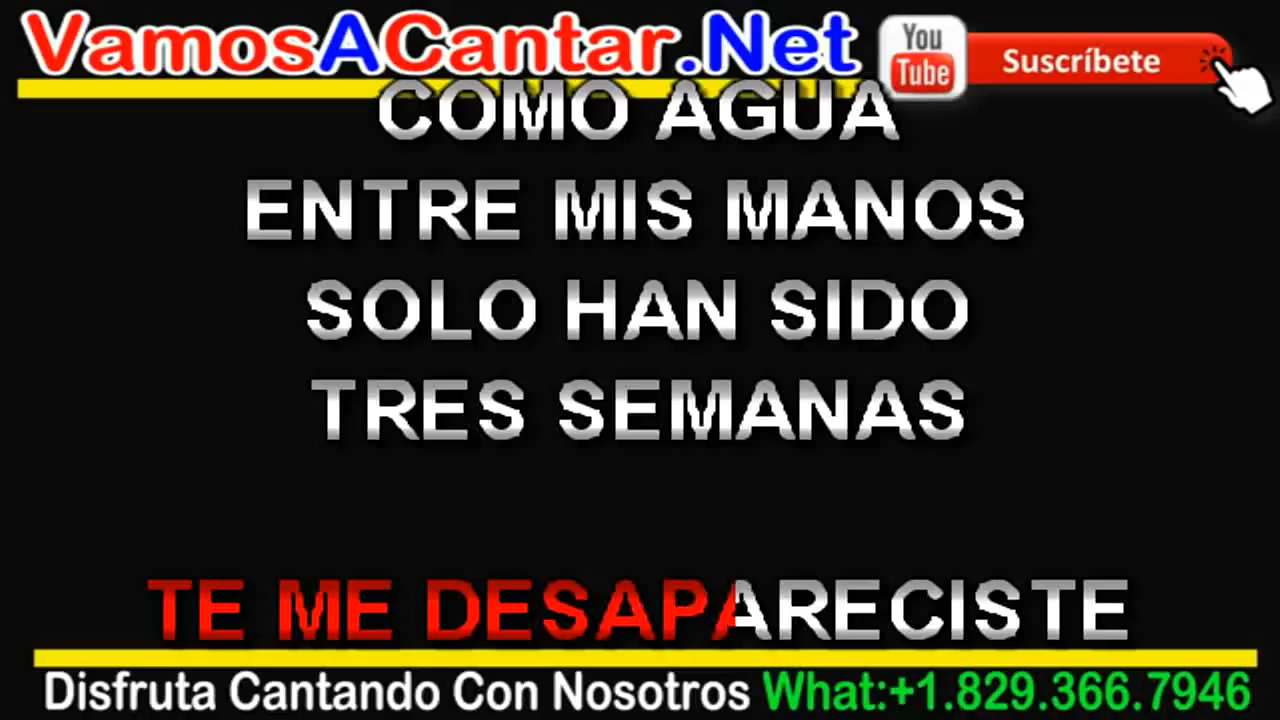 VamosACantar.Net
You
Tube
Suscríbete
COMO AGUA
ENTRE MIS MANOS
SOLO HAN SIDO
TRES SEMANAS
TE ME DESAPARECISTE
Disfruta Cantando Con Nosotros What:+1.829.366.7946